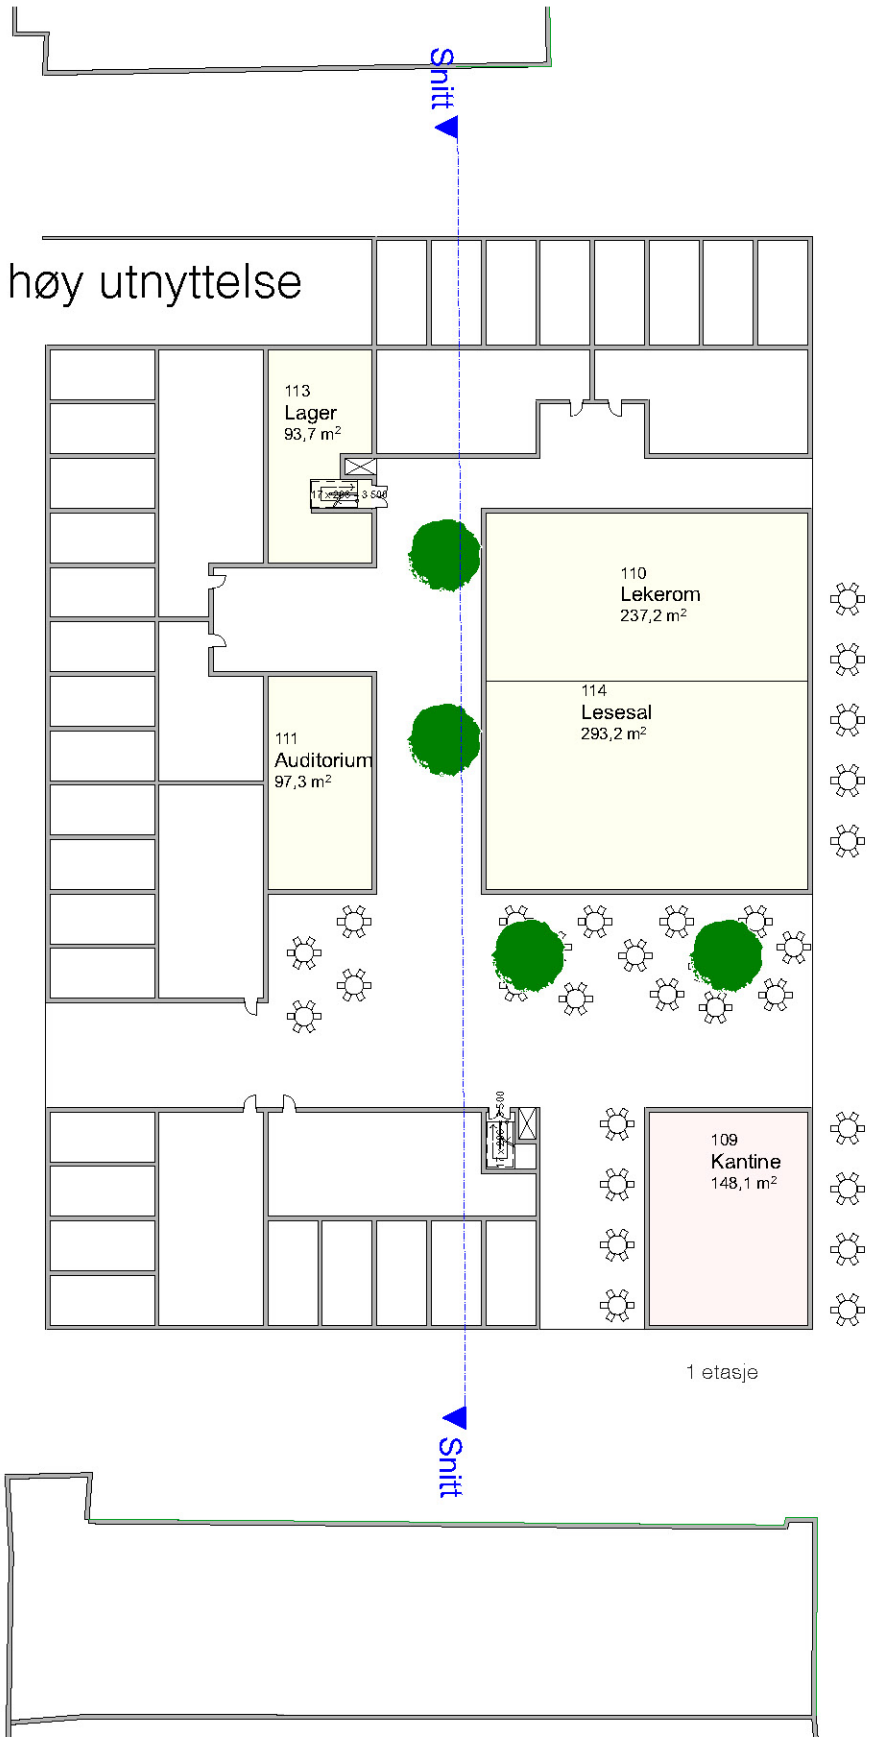 Snitt
høy utnyttelse
113
Lager
93,7 m²
110
Lekerom
237,2 m²
114
Lesesal
293,2 m²
111
Auditorium
97,3 m²
109
Kantine
148,1 m²
1 etasje
Snitt